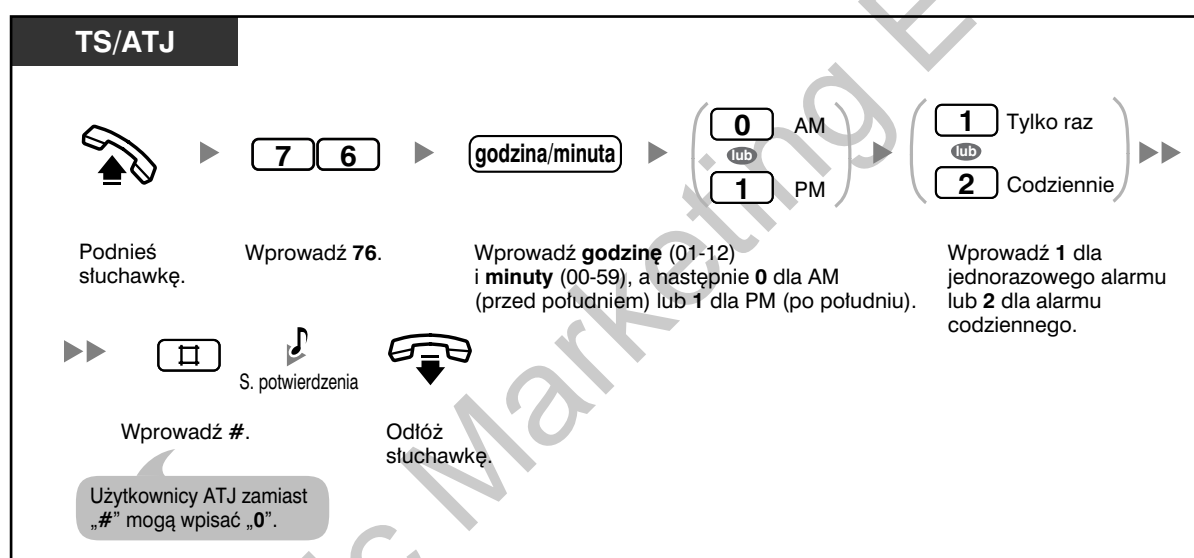 TS/ATJ
7 6
godzina/minuta
0 AM
lub
1 PM
1 Tylko raz
lub
2 Codziennie
Podnieś
słuchawkę.
Wprowadź 76.
Wprowadź godzinę (01-12)
i minuty (00-59), a następnie 0 dla AM
(przed południem) lub 1 dla PM (po południu).
Wprowadź 1 dla
jednorazowego alarmu
lub 2 dla alarmu
codziennego.
#
S. potwierdzenia
Wprowadź #.
Odłóż
słuchawkę.
Użytkownicy ATJ zamiast
„#” mogą wpisać „0”.
ic Marketing E